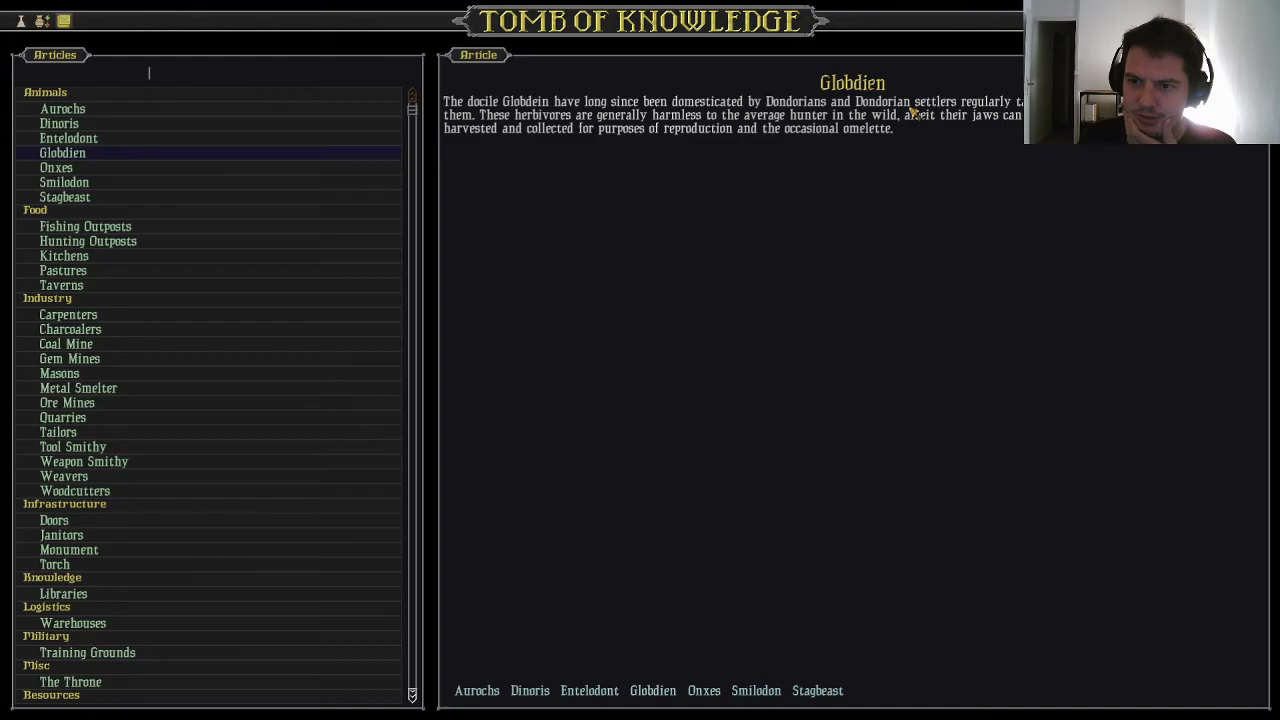 TOMB OF KNOWLEDGE
Articles
Animals
Aurochs
Dinoris
Entelodont
Globdien
Onxes
Smilodon
Stagbeast
Food
Fishing Outposts
Hunting Outposts
Kitchens
Pastures
Taverns
Industry
Carpenters
Charcoalers
Coal Mine
Gem Mines
Masons
Metal Smelter
Ore Mines
Quarries
Tailors
Tool Smithy
Weapon Smithy
Weavers
Woodcutters
Infrastructure
Doors
Janitors
Monument
Torch
Knowledge
Libraries
Logistics
Warehouses
Military
Training Grounds
Misc
The Throne
Resources
Article
Globdien
The docile Globdein have long since been domesticated by Dondorians and Dondorian settlers regularly
them. These herbivores are generally harmless to the average hunter in the wild, their jaws can
harvested and collected for purposes of reproduction and the occasional omelette.
Aurochs Dinoris Entelodont Globdien Onxes Smilodon Stagbeast